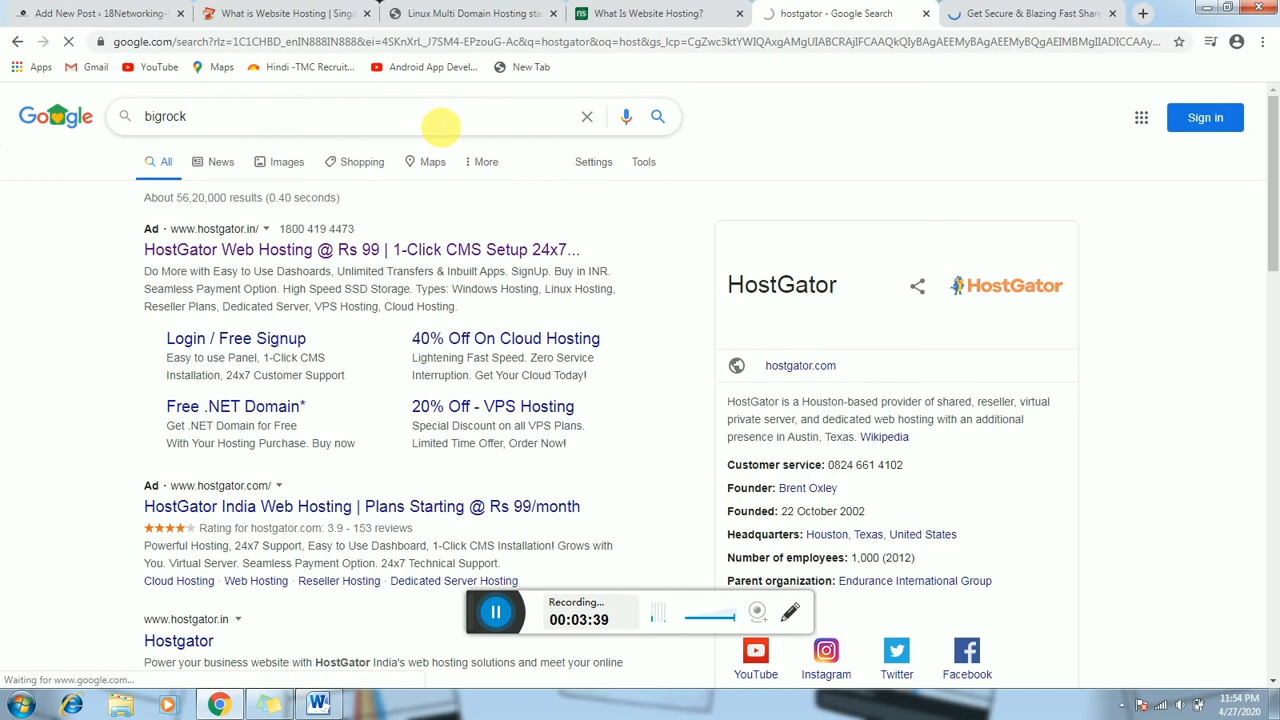 Add New Post ‹ 18Networking-
What is Website Hosting | Sing
Linux Multi Domain Hosting sta
What Is Website Hosting?
hostgator - Google Search
Get Secure & Blazing Fast Share
google.com/search?rlz=1C1CHBD_enIN888IN888&ei=4SKnXrL_J7SM4-EPzouG-Ac&q=hostgator&oq=host&gs_lcp=
Apps
Gmail
YouTube
Maps
Hindi -TMC Recruit...
Android App Devel...
New Tab
Google
bigrock
Sign in
All
News
Images
Shopping
Maps
More
Settings
Tools
About 56,20,000 results (0.40 seconds)
Ad · www.hostgator.in/ 1800 419 4473
HostGator Web Hosting @ Rs 99 | 1-Click CMS Setup 24x7...
Do More with Easy to Use Dashoards, Unlimited Transfers & Inbuilt Apps. SignUp. Buy in INR.
Seamless Payment Option. High Speed SSD Storage. Types: Windows Hosting, Linux Hosting,
Reseller Plans, Dedicated Server, VPS Hosting, Cloud Hosting.
Login / Free Signup
Easy to use Panel, 1-Click CMS
Installation, 24x7 Customer Support
40% Off On Cloud Hosting
Lightening Fast Speed. Zero Service
Interruption. Get Your Cloud Today!
Free .NET Domain*
Get .NET Domain for Free
With Your Hosting Purchase. Buy now
20% Off - VPS Hosting
Special Discount on all VPS Plans.
Limited Time Offer, Order Now!
Ad · www.hostgator.com/
HostGator India Web Hosting | Plans Starting @ Rs 99/month
Rating for hostgator.com: 3.9 - 153 reviews
Powerful Hosting, 24x7 Support, Easy to Use Dashboard, 1-Click CMS Installation! Grows with
You. Virtual Server. Seamless Payment Option. 24x7 Technical Support.
Cloud Hosting · Web Hosting · Reseller Hosting · Dedicated Server Hosting
www.hostgator.in
Hostgator
Power your business website with HostGator India's web hosting solutions and meet your online
HostGator
HostGator
hostgator.com
HostGator is a Houston-based provider of shared, reseller, virtual
private server, and dedicated web hosting with an additional
presence in Austin, Texas. Wikipedia
Customer service: 0824 661 4102
Founder: Brent Oxley
Founded: 22 October 2002
Headquarters: Houston, Texas, United States
Number of employees: 1,000 (2012)
Parent organization: Endurance International Group
YouTube
Instagram
Twitter
Facebook
Recording...
00:03:39
Waiting for www.google.com...
11:54 PM
4/27/2020